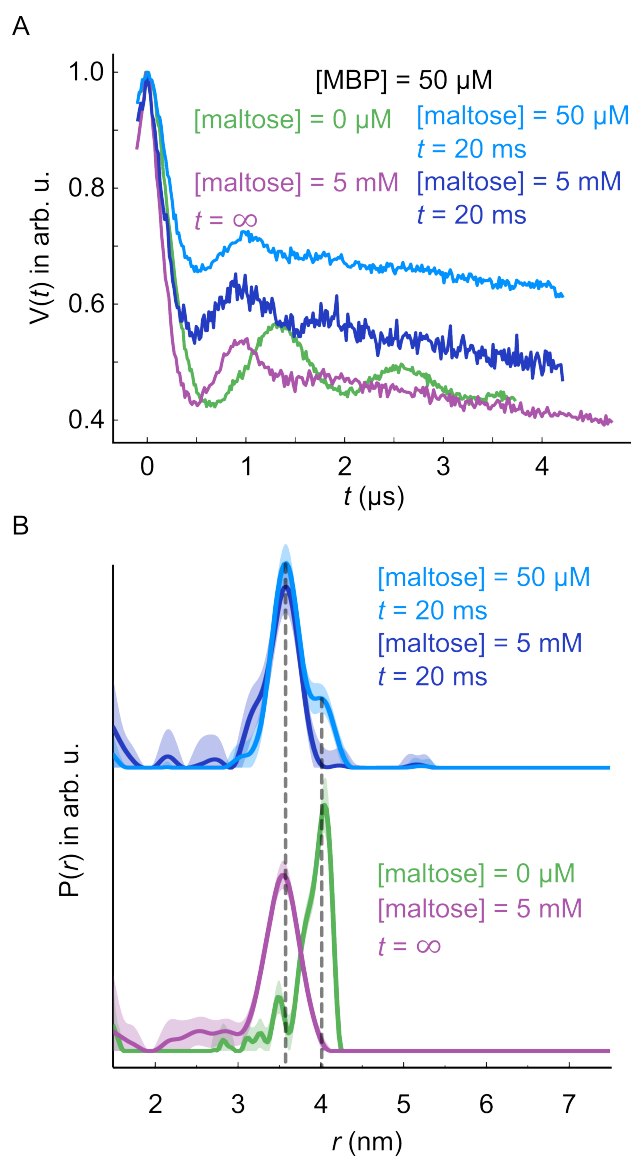 A
[MBP] = 50 µM
[maltose] = 0 µM
[maltose] = 50 µM
t = 20 ms
[maltose] = 5 mM
t = ∞
[maltose] = 5 mM
t = 20 ms
V(t) in arb. u.
1.0
0.8
0.6
0.4
0
1
2
3
4
t (µs)
B
[maltose] = 50 µM
t = 20 ms
[maltose] = 5 mM
t = 20 ms
P(r) in arb. u.
[maltose] = 0 µM
[maltose] = 5 mM
t = ∞
2
3
4
5
6
7
r (nm)